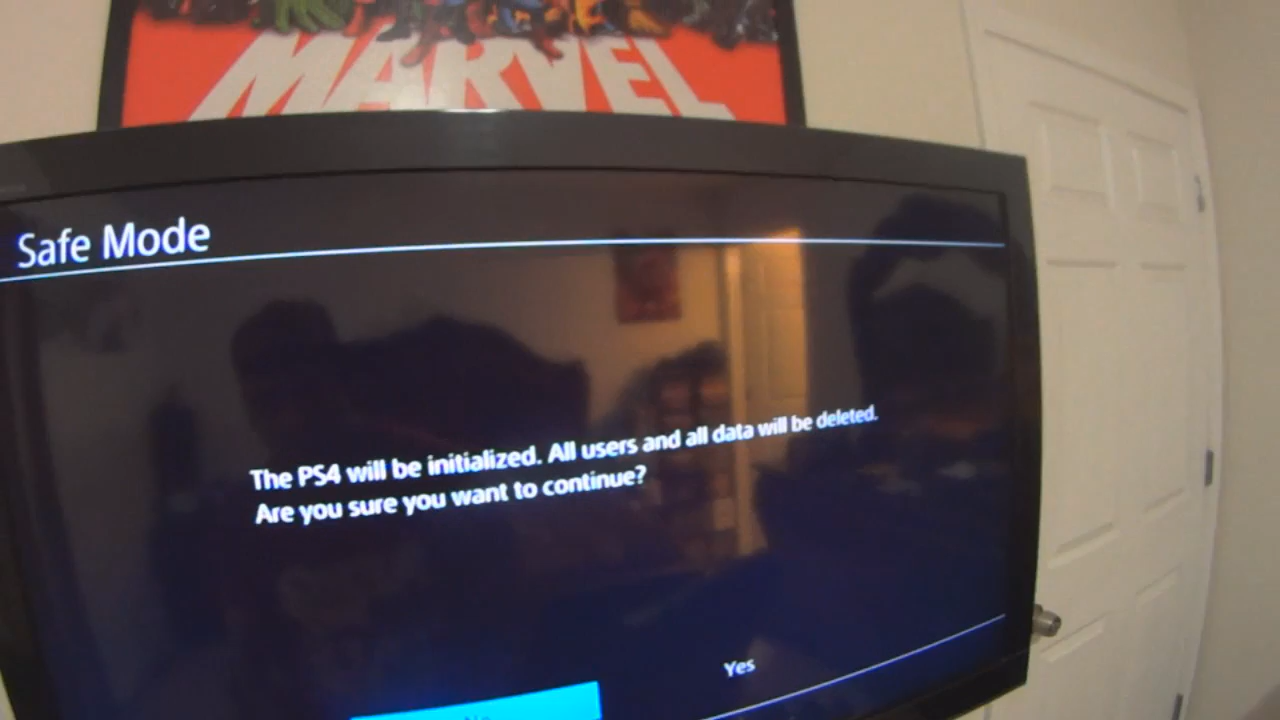 MARVEL
Safe Mode
The PS4 will be initialized. All users and all data will be deleted.
Are you sure you want to continue?
Yes
No